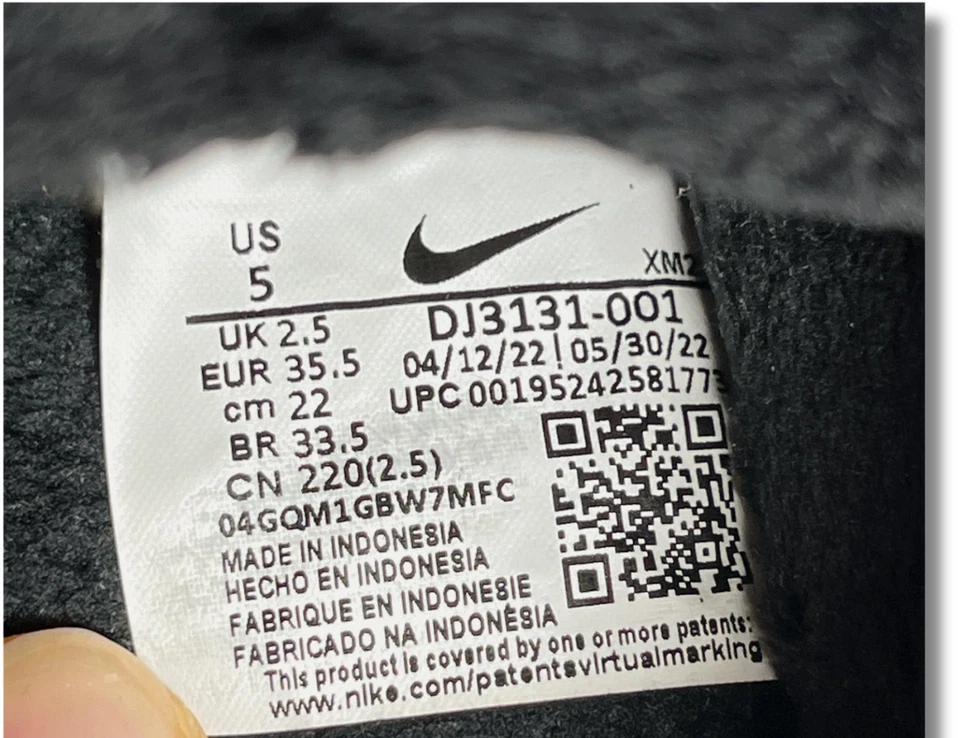 US
5
XM2
UK 2.5
DJ3131-001
EUR 35.5
04/12/22 | 05/30/22
cm 22
UPC 00195242581773
BR 33.5
CN 220(2.5)
04GQM1GBW7MFC
MADE IN INDONESIA
HECHO EN INDONESIA
FABRIQUE EN INDONESIE
FABRICADO NA INDONÉSIA
This product is covered by one or more patents:
www.nike.com/patentsvirtualmarking